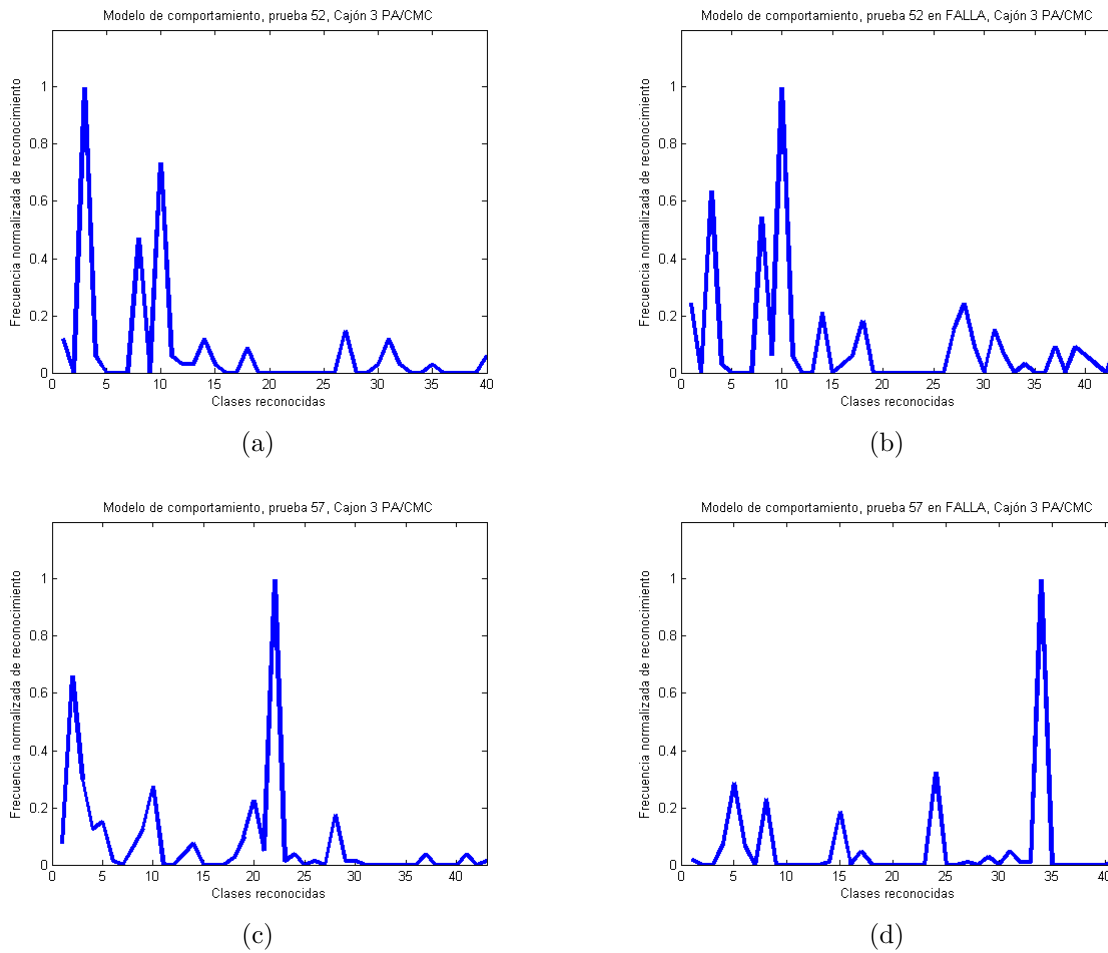 Modelo de comportamiento, prueba 52, Cajón 3 PA/CMC
Frecuencia normalizada de reconocimiento
1
0.8
0.6
0.4
0.2
0
0 5 10 15 20 25 30 35 40
Clases reconocidas
(a)
Modelo de comportamiento, prueba 52 en FALLA, Cajón 3 PA/CMC
Frecuencia normalizada de reconocimiento
1
0.8
0.6
0.4
0.2
0
0 5 10 15 20 25 30 35 40
Clases reconocidas
(b)
Modelo de comportamiento, prueba 57, Cajon 3 PA/CMC
Frecuencia normalizada de reconocimiento
1
0.8
0.6
0.4
0.2
0
0 5 10 15 20 25 30 35 40
Clases reconocidas
(c)
Modelo de comportamiento, prueba 57 en FALLA, Cajón 3 PA/CMC
Frecuencia normalizada de reconocimiento
1
0.8
0.6
0.4
0.2
0
0 5 10 15 20 25 30 35 40
Clases reconocidas
(d)